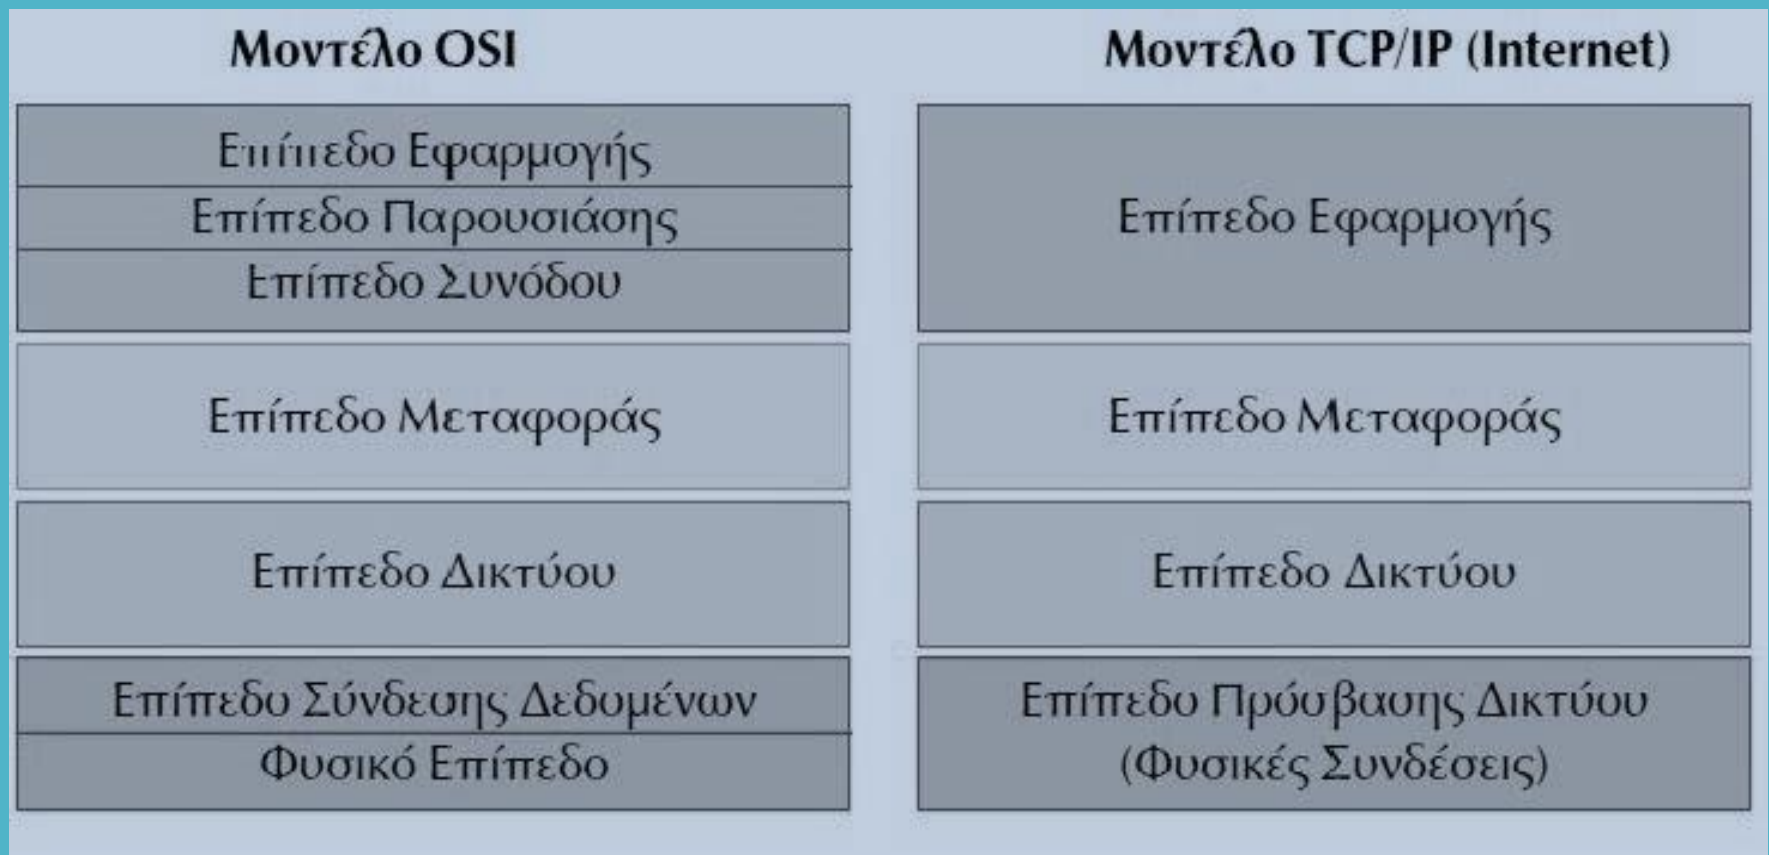 Μοντέλο OSI
Επίπεδο Εφαρμογής
Επίπεδο Παρουσιάσης
Επίπεδο Συνόδου
Επίπεδο Μεταφοράς
Επίπεδο Δικτύου
Επίπεδο Σύνδεσης Δεδομένων
Φυσικό Επίπεδο
Μοντέλο TCP/IP (Internet)
Επίπεδο Εφαρμογής
Επίπεδο Μεταφοράς
Επίπεδο Δικτύου
Επίπεδο Πρόσβασης Δικτύου
(Φυσικές Συνδέσεις)